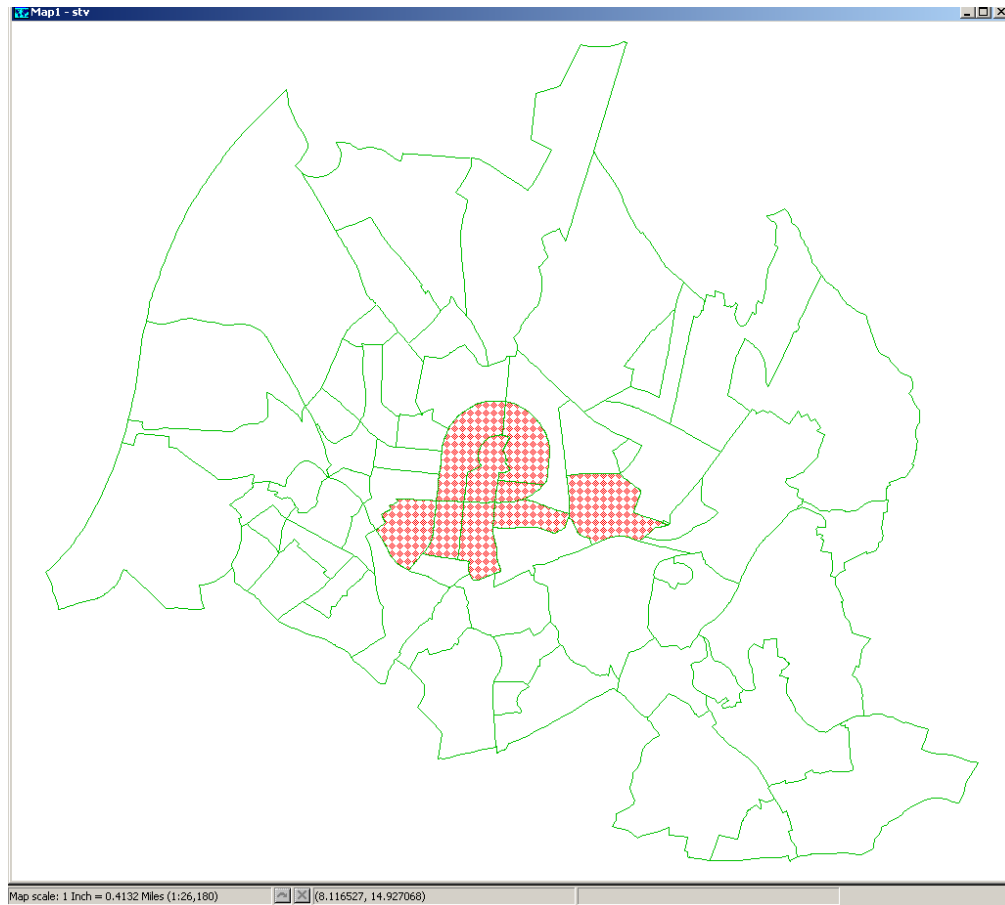 Map1 - stv
Map scale: 1 Inch = 0.4132 Miles (1:26,180)
(8.116527, 14.927068)